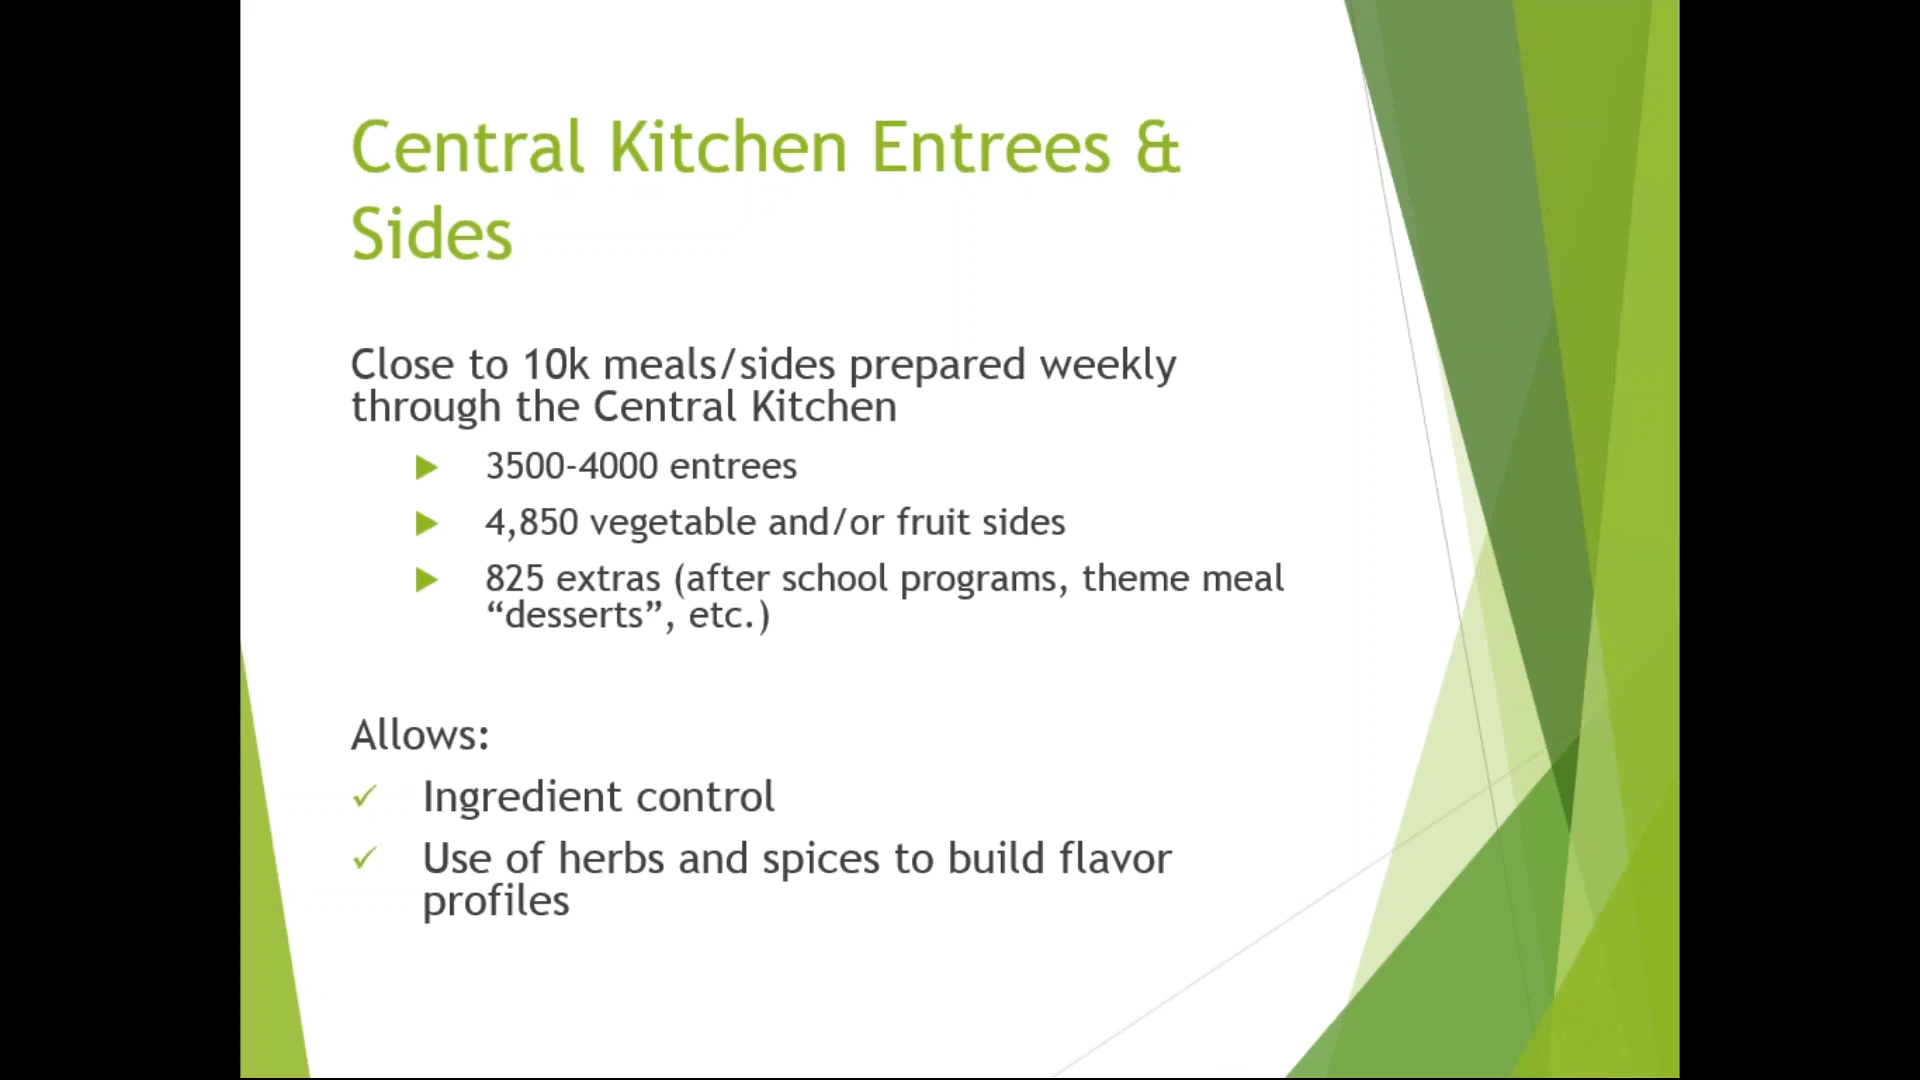 Central Kitchen Entrees &
Sides
Close to 10k meals/sides prepared weekly
through the Central Kitchen
3500-4000 entrees
4,850 vegetable and/or fruit sides
825 extras (after school programs, theme meal
“desserts”, etc.)
Allows:
Ingredient control
Use of herbs and spices to build flavor
profiles